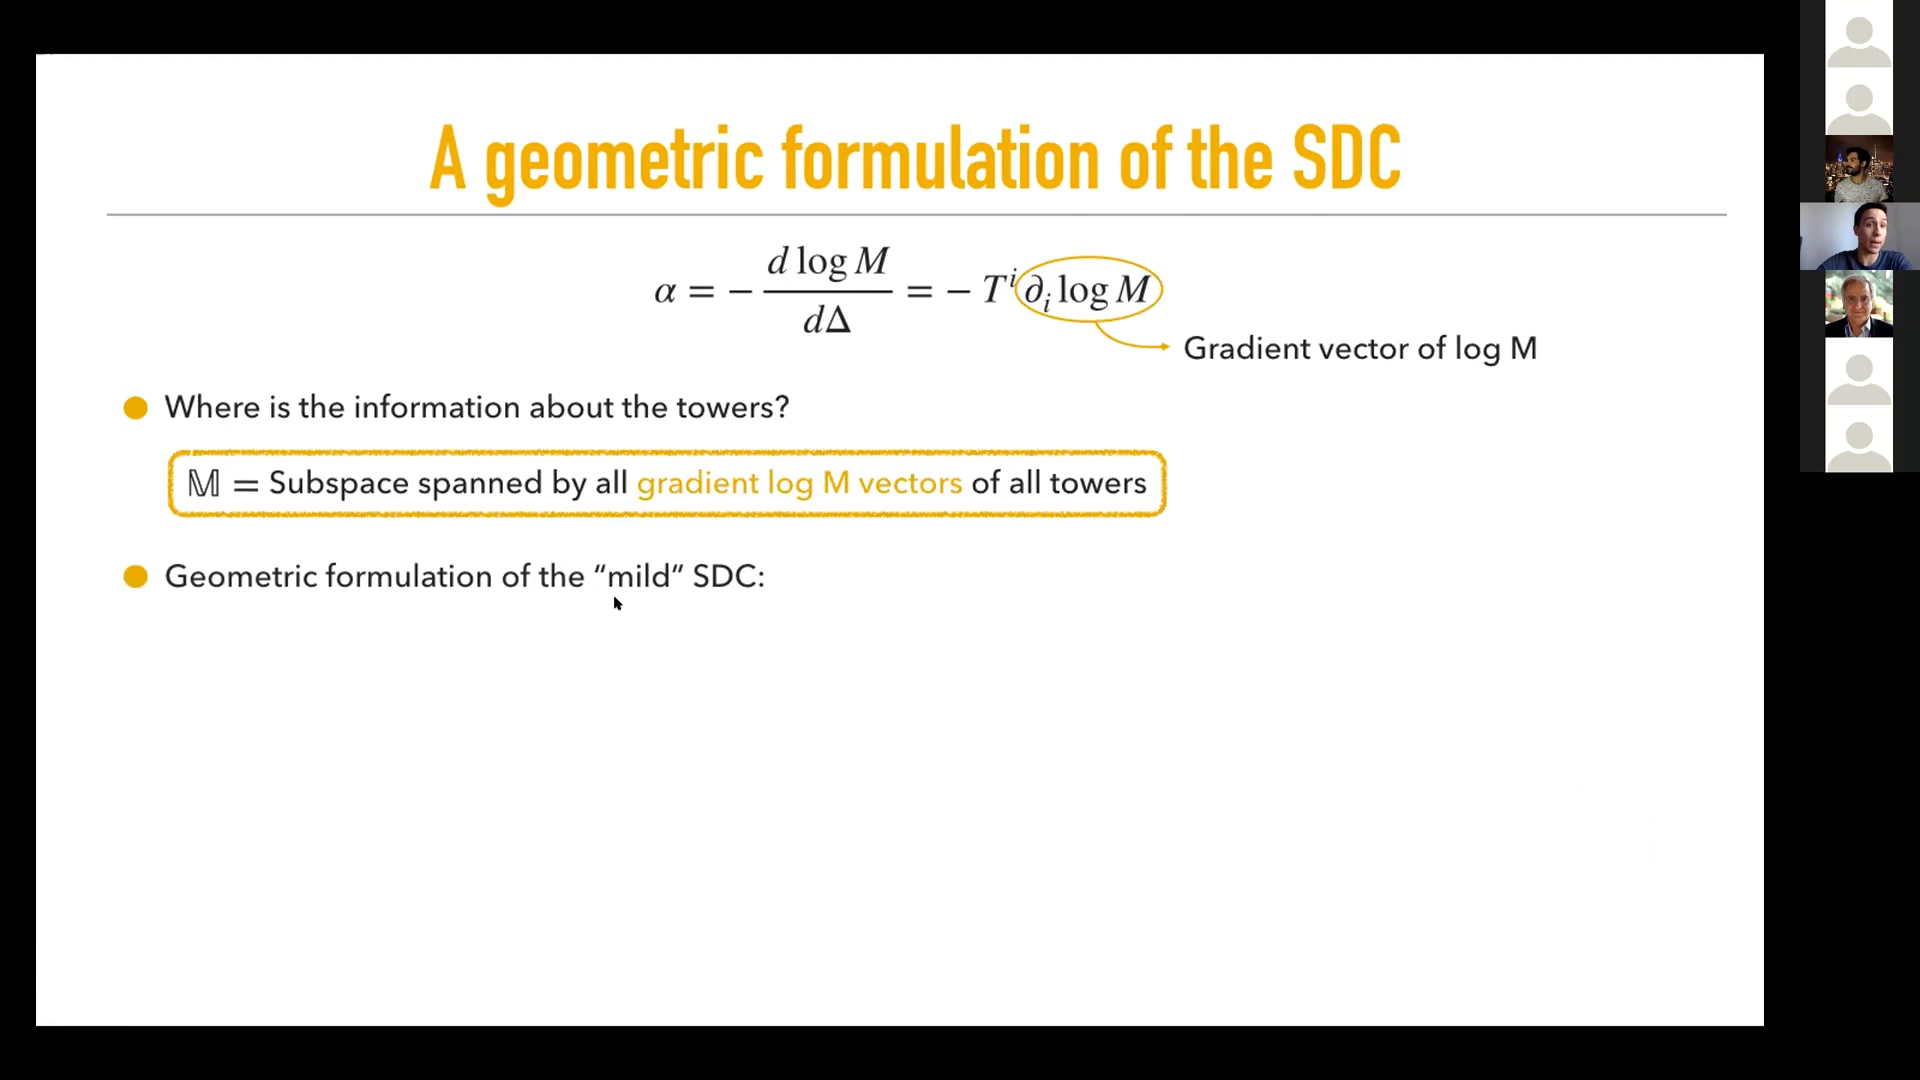 A geometric formulation of the SDC
α = − d log M / dΔ = − Tⁱ ∂ᵢ log M
Gradient vector of log M
Where is the information about the towers?
𝕄 = Subspace spanned by all gradient log M vectors of all towers
Geometric formulation of the “mild” SDC: